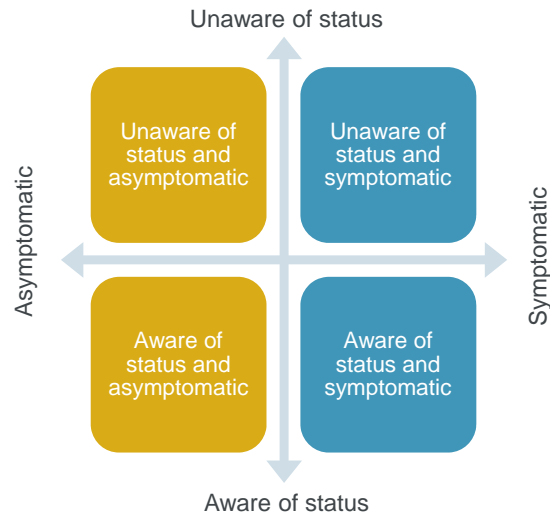 Unaware of status
Unaware of
status and
asymptomatic
Unaware of
status and
symptomatic
Asymptomatic
Symptomatic
Aware of
status and
asymptomatic
Aware of
status and
symptomatic
Aware of status